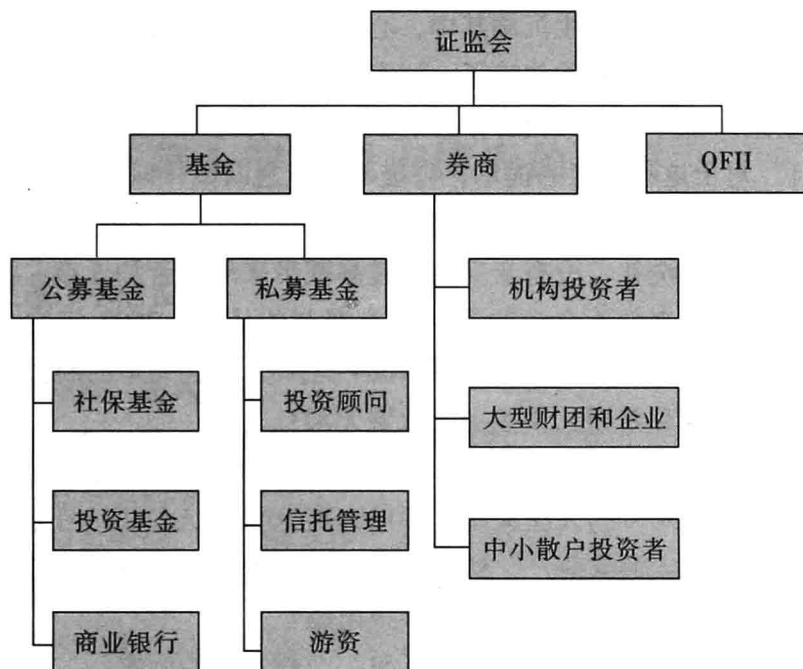 证监会
基金
券商
QFII
公募基金
私募基金
机构投资者
社保基金
投资顾问
大型财团和企业
投资基金
信托管理
中小散户投资者
商业银行
游资